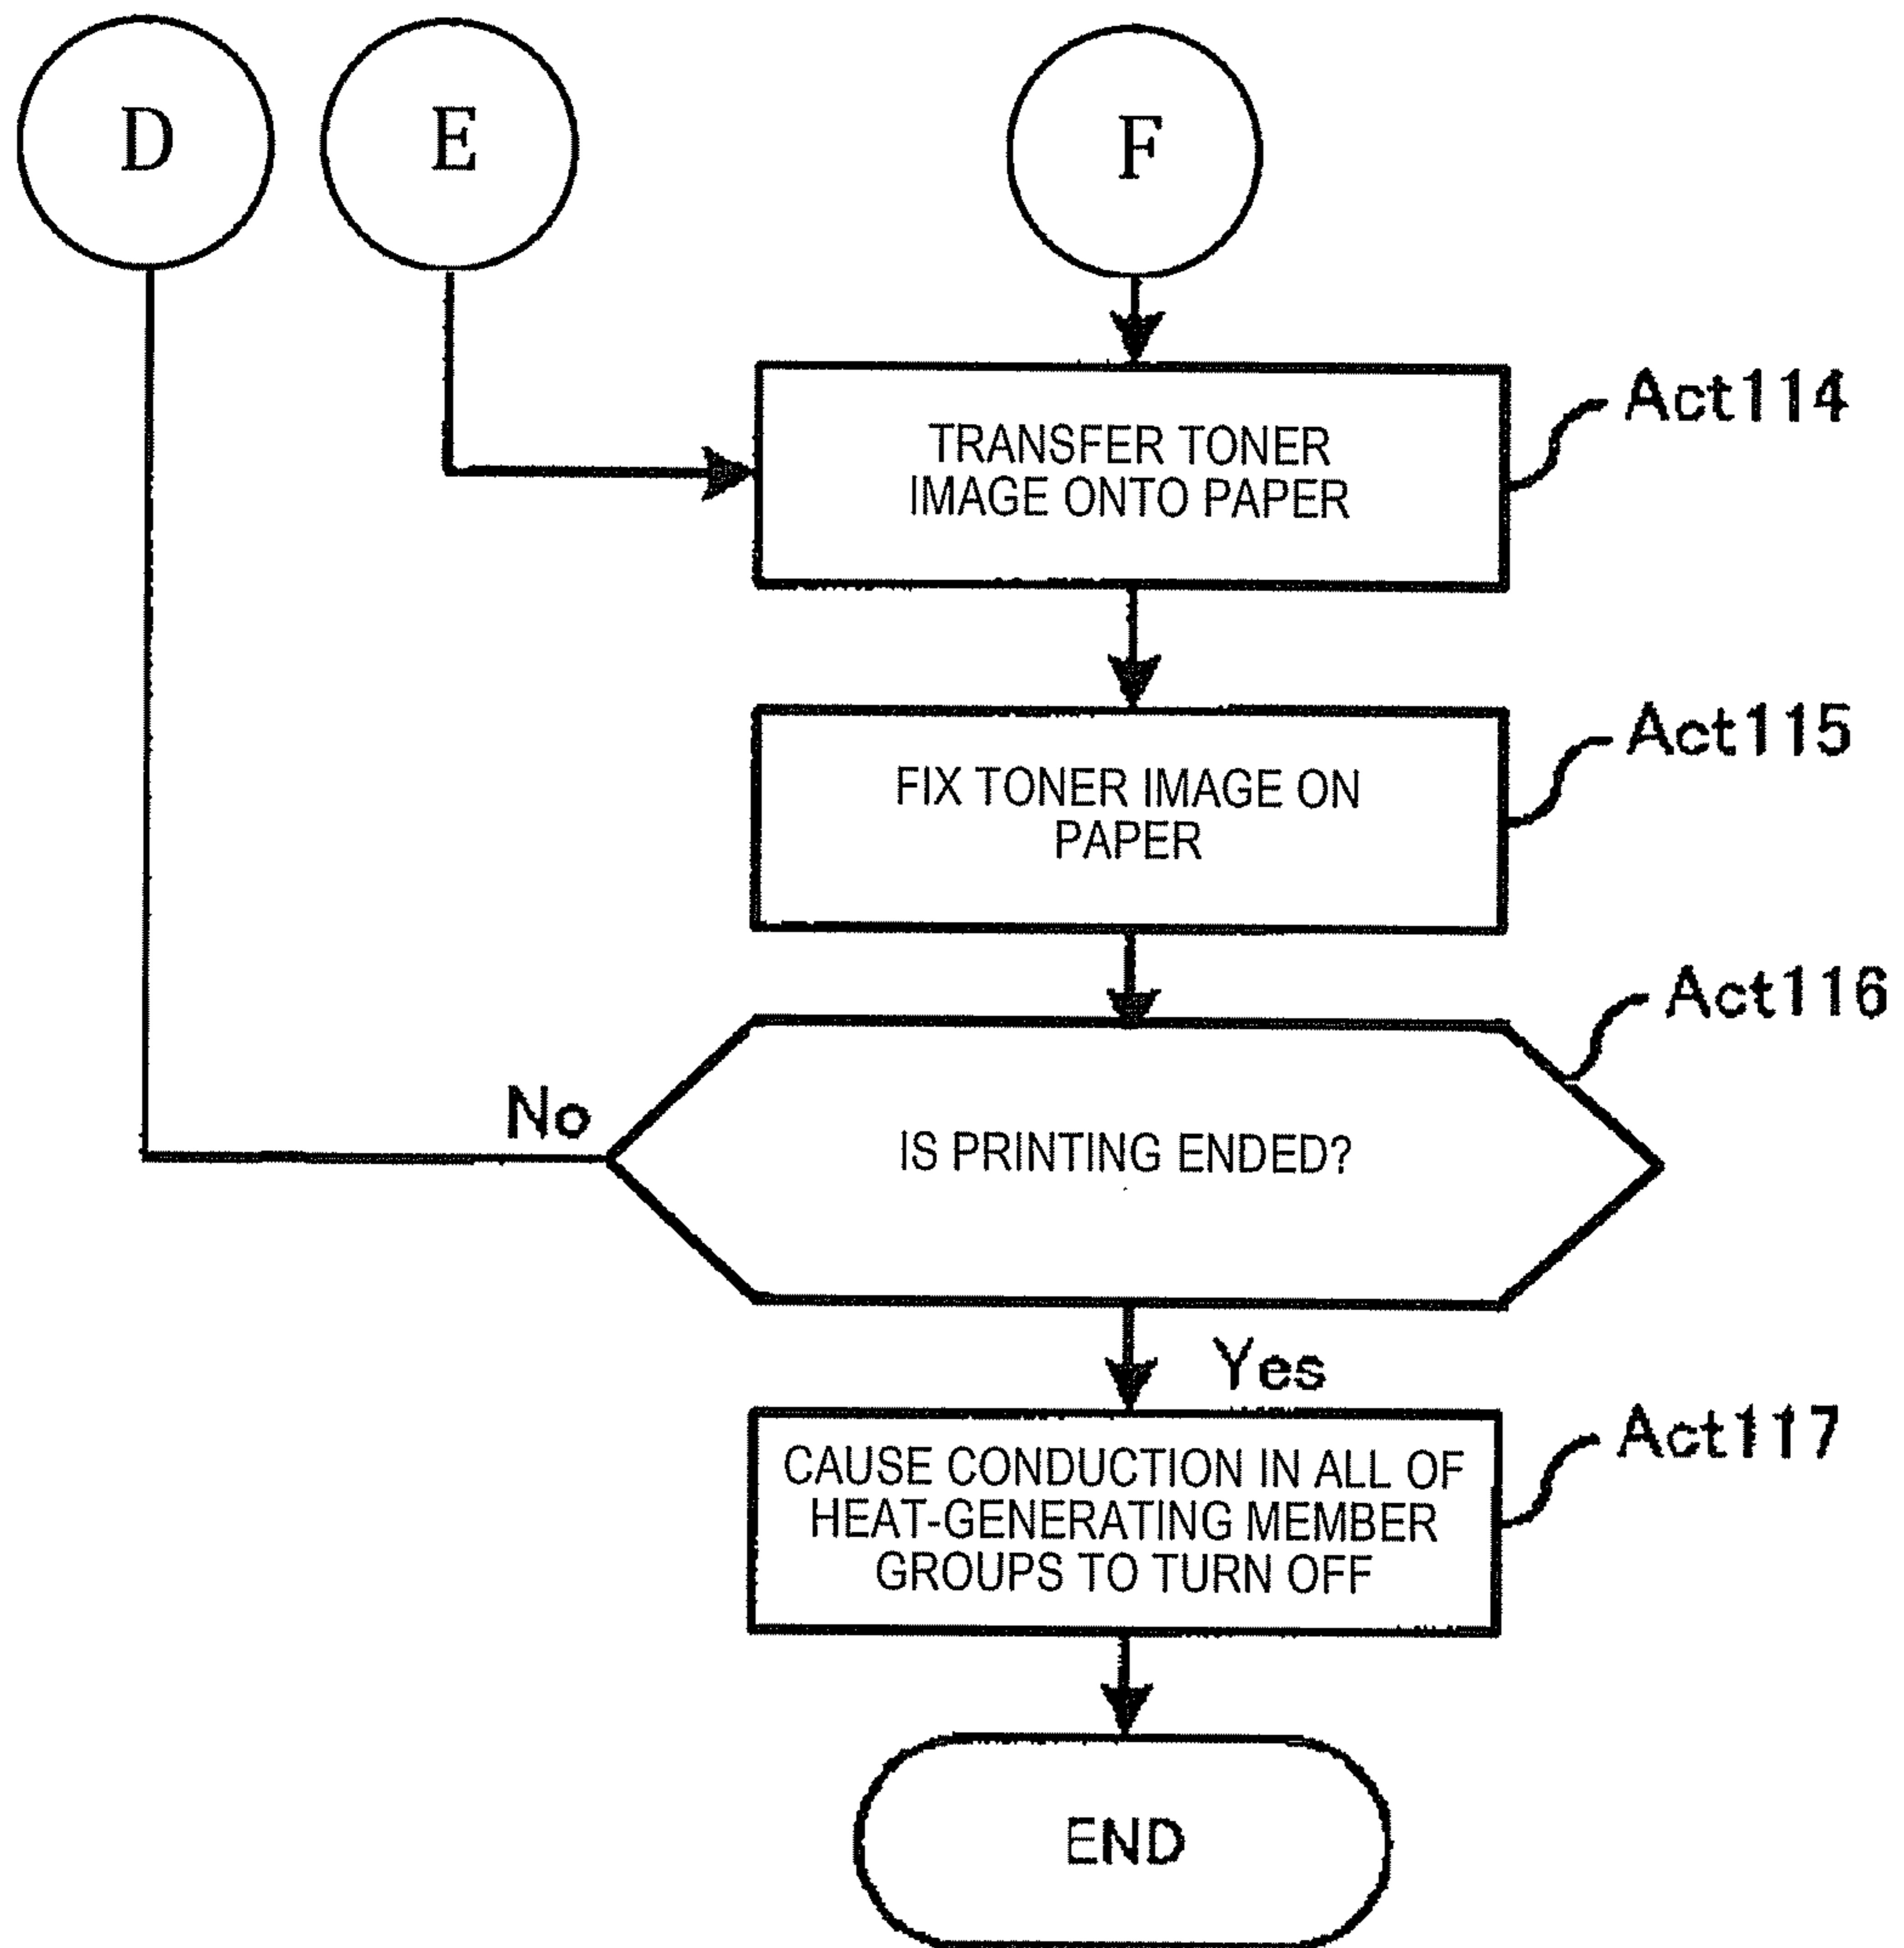 D
E
F
Act114
TRANSFER TONER
IMAGE ONTO PAPER
Act115
FIX TONER IMAGE ON
PAPER
Act116
No
IS PRINTING ENDED?
Yes
Act117
CAUSE CONDUCTION IN ALL OF
HEAT-GENERATING MEMBER
GROUPS TO TURN OFF
END